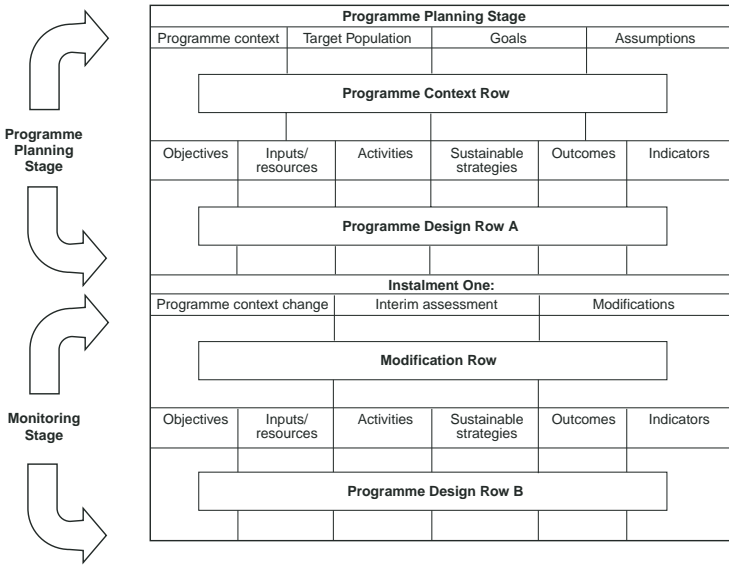 Programme Planning Stage
Programme context
Target Population
Goals
Assumptions
Programme Context Row
Programme
Planning
Stage
Objectives
Inputs/
resources
Activities
Sustainable
strategies
Outcomes
Indicators
Programme Design Row A
Instalment One:
Programme context change
Interim assessment
Modifications
Modification Row
Monitoring
Stage
Objectives
Inputs/
resources
Activities
Sustainable
strategies
Outcomes
Indicators
Programme Design Row B